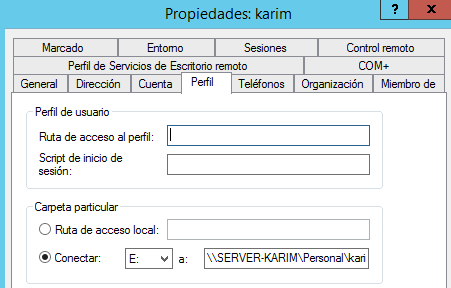 Propiedades: karim
?
x
Marcado Entorno Sesiones Control remoto
Perfil de Servicios de Escritorio remoto COM+
General Dirección Cuenta Perfil Teléfonos Organización Miembro de
Perfil de usuario
Ruta de acceso al perfil:
Script de inicio de
sesión:
Carpeta particular
Ruta de acceso local:
Conectar: E: a: \\SERVER-KARIM\Personal\kari